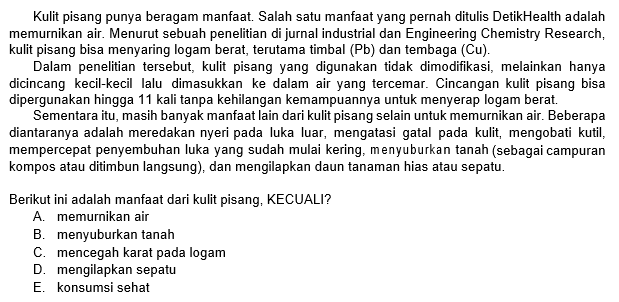 Kulit pisang punya beragam manfaat. Salah satu manfaat yang pernah ditulis DetikHealth adalah
memurnikan air. Menurut sebuah penelitian di jurnal industrial dan Engineering Chemistry Research,
kulit pisang bisa menyaring logam berat, terutama timbal (Pb) dan tembaga (Cu).
Dalam penelitian tersebut, kulit pisang yang digunakan tidak dimodifikasi, melainkan hanya
dicincang kecil-kecil lalu dimasukkan ke dalam air yang tercemar. Cincangan kulit pisang bisa
dipergunakan hingga 11 kali tanpa kehilangan kemampuannya untuk menyerap logam berat.
Sementara itu, masih banyak manfaat lain dari kulit pisang selain untuk memurnikan air. Beberapa
diantaranya adalah meredakan nyeri pada luka luar, mengatasi gatal pada kulit, mengobati kutil,
mempercepat penyembuhan luka yang sudah mulai kering, menyuburkan tanah (sebagai campuran
kompos atau ditimbun langsung), dan mengilapkan daun tanaman hias atau sepatu.
Berikut ini adalah manfaat dari kulit pisang, KECUALI?
A. memurnikan air
B. menyuburkan tanah
C. mencegah karat pada logam
D. mengilapkan sepatu
E. konsumsi sehat